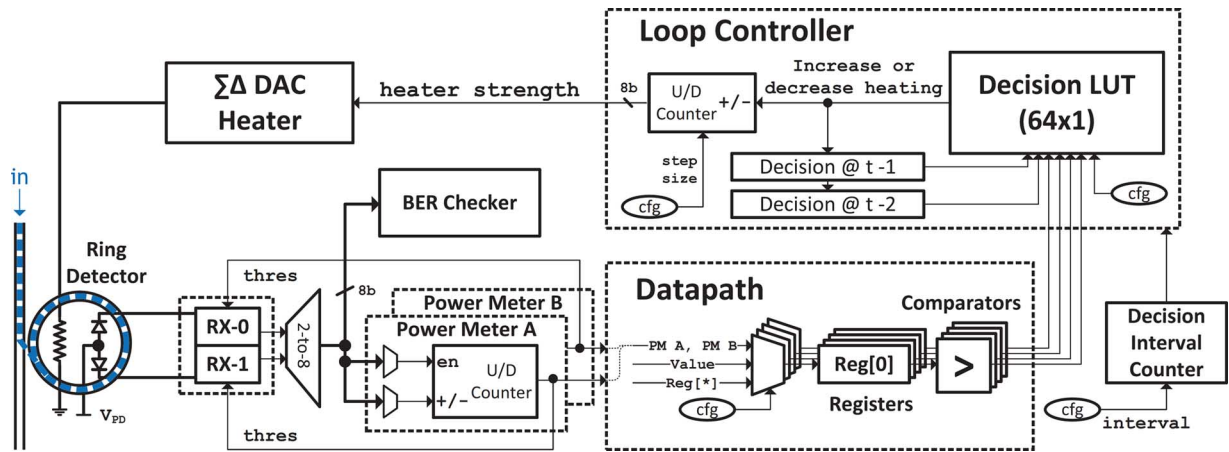 Loop Controller
∑Δ DAC
Heater
heater strength
8b
U/D
Counter
+/-
Increase or
decrease heating
Decision LUT
(64x1)
step
size
cfg
Decision @ t -1
Decision @ t -2
cfg
in
BER Checker
Ring
Detector
thres
8b
RX-0
RX-1
2-to-8
Power Meter B
Power Meter A
en
+/-
U/D
Counter
thres
V_PD
Datapath
Comparators
PM A, PM B
Value
Reg[*]
cfg
Reg[0]
Registers
>
Decision
Interval
Counter
cfg
interval